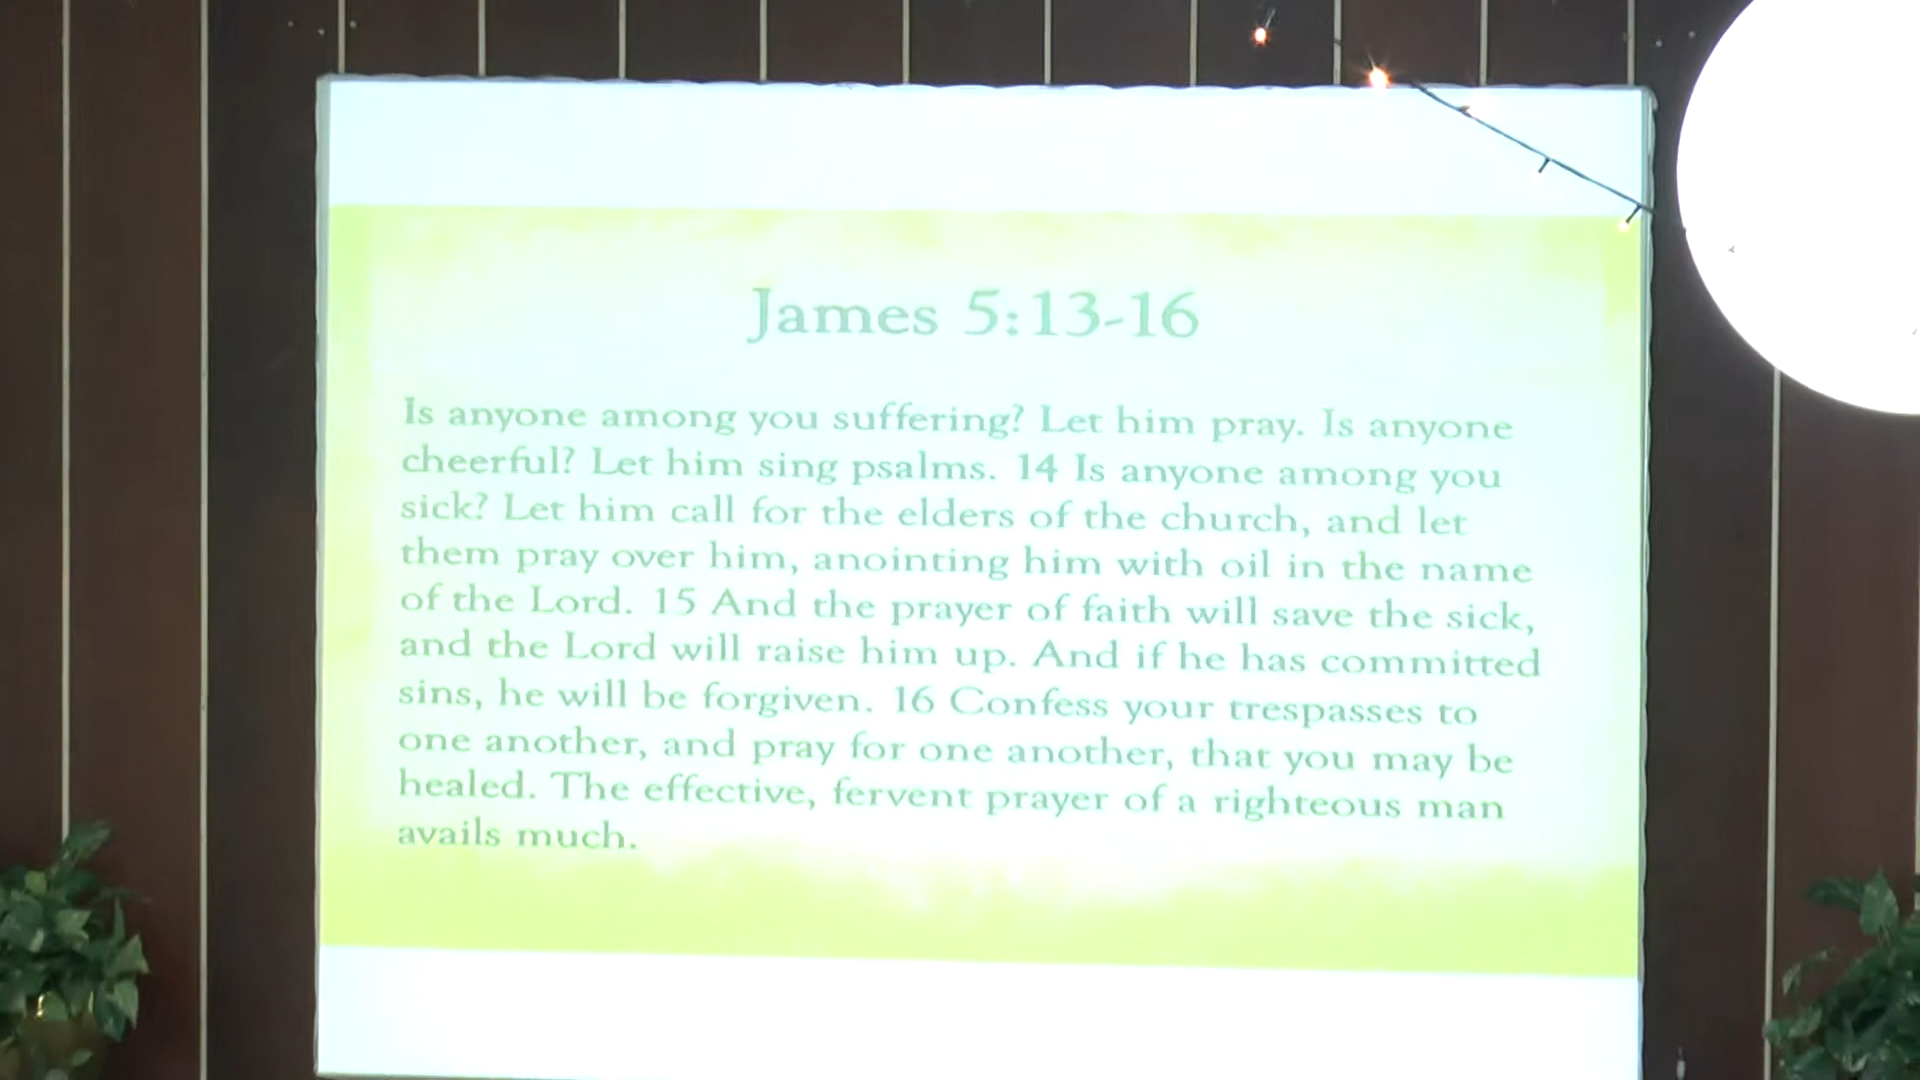 James 5:13-16
Is anyone among you suffering? Let him pray. Is anyone
cheerful? Let him sing psalms. 14 Is anyone among you
sick? Let him call for the elders of the church, and let
them pray over him, anointing him with oil in the name
of the Lord. 15 And the prayer of faith will save the sick,
and the Lord will raise him up. And if he has committed
sins, he will be forgiven. 16 Confess your trespasses to
one another, and pray for one another, that you may be
healed. The effective, fervent prayer of a righteous man
avails much.